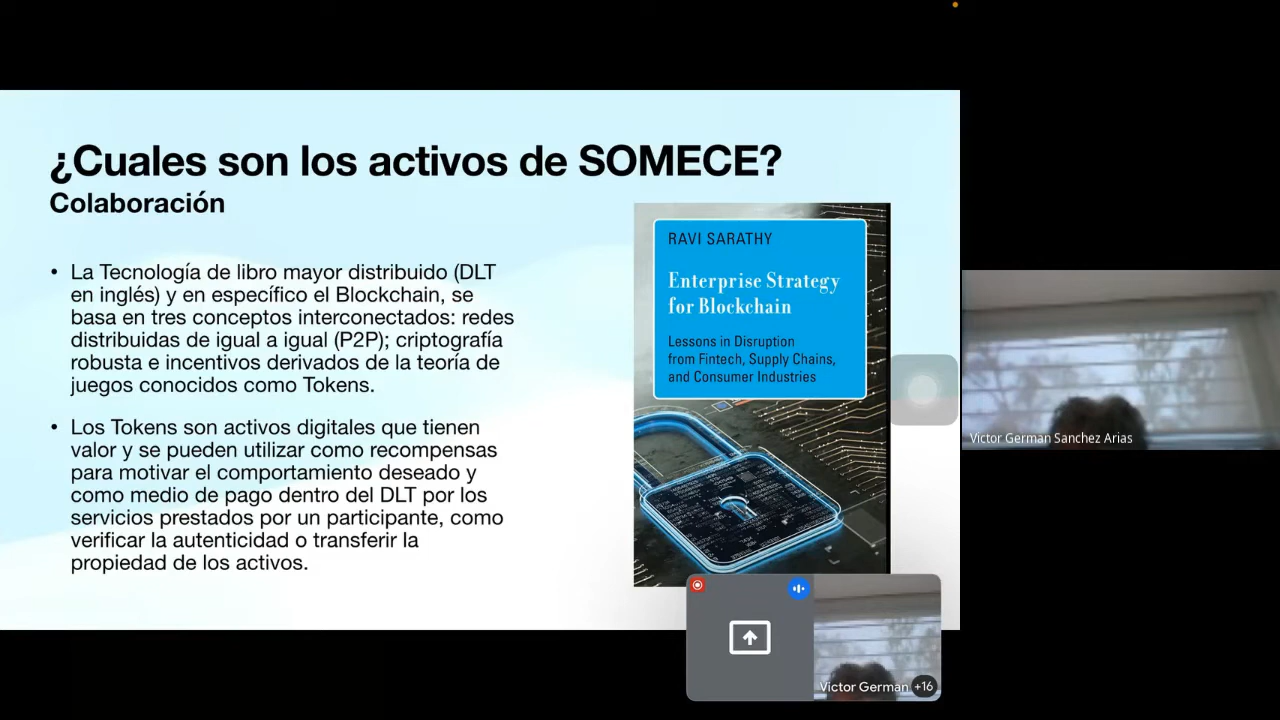 ¿Cuales son los activos de SOMECE?
Colaboración
• La Tecnología de libro mayor distribuido (DLT
en inglés) y en específico el Blockchain, se
basa en tres conceptos interconectados: redes
distribuidas de igual a igual (P2P); criptografía
robusta e incentivos derivados de la teoría de
juegos conocidos como Tokens.
• Los Tokens son activos digitales que tienen
valor y se pueden utilizar como recompensas
para motivar el comportamiento deseado y
como medio de pago dentro del DLT por los
servicios prestados por un participante, como
verificar la autenticidad o transferir la
propiedad de los activos.
RAVI SARATHY
Enterprise Strategy
for Blockchain
Lessons in Disruption
from Fintech, Supply Chains,
and Consumer Industries
Victor German Sanchez Arias
Victor German +16